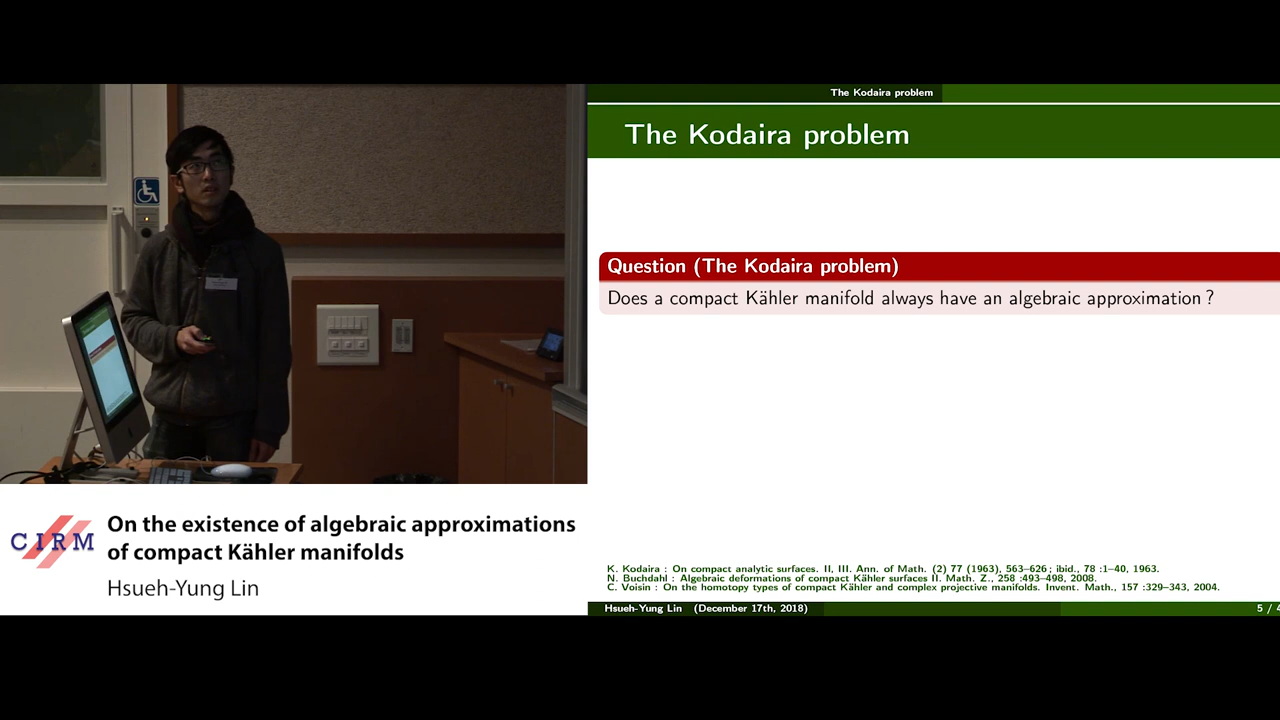 The Kodaira problem
The Kodaira problem
Question (The Kodaira problem)
Does a compact Kähler manifold always have an algebraic approximation ?
K. Kodaira : On compact analytic surfaces. II, III. Ann. of Math. (2) 77 (1963), 563–626 ; ibid., 78 :1–40, 1963.
N. Buchdahl : Algebraic deformations of compact Kähler surfaces II. Math. Z., 258 :493–498, 2008.
C. Voisin : On the homotopy types of compact Kähler and complex projective manifolds. Invent. Math., 157 :329–343, 2004.
Hsueh-Yung Lin (December 17th, 2018)
5 / 4
CIRM
On the existence of algebraic approximations
of compact Kähler manifolds
Hsueh-Yung Lin